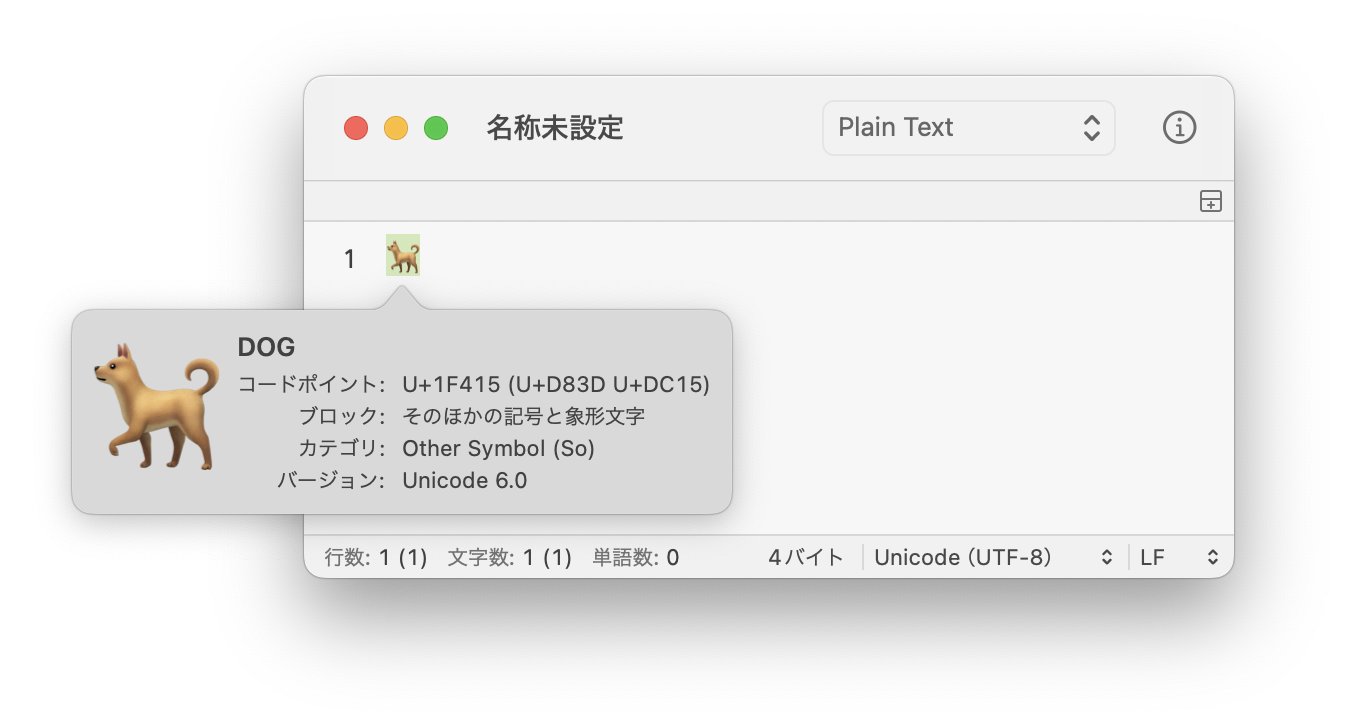 名称未設定 Plain Text
1 🐕
DOG
コードポイント: U+1F415 (U+D83D U+DC15)
ブロック: そのほかの記号と象形文字
カテゴリ: Other Symbol (So)
バージョン: Unicode 6.0
行数: 1 (1) 文字数: 1 (1) 単語数: 0 4バイト Unicode (UTF-8) LF